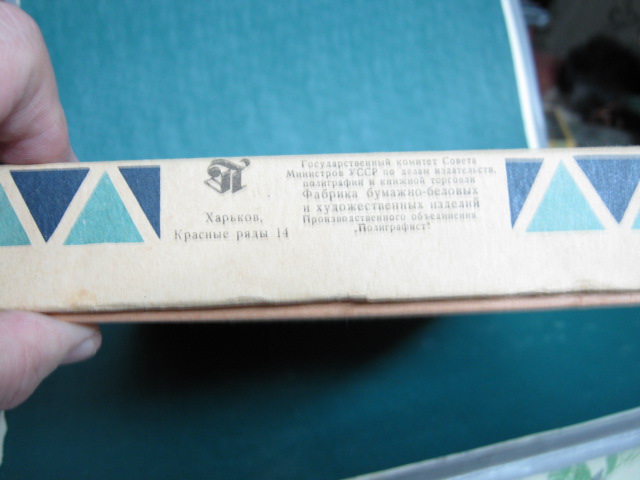 Харьков,
Красные ряды 14
Государственный комитет Совета
Министров УССР по делам издательств,
полиграфии и книжной торговли
Фабрика бумажно-беловых
и художественных изделий
Производственного объединения
„Полиграфист"